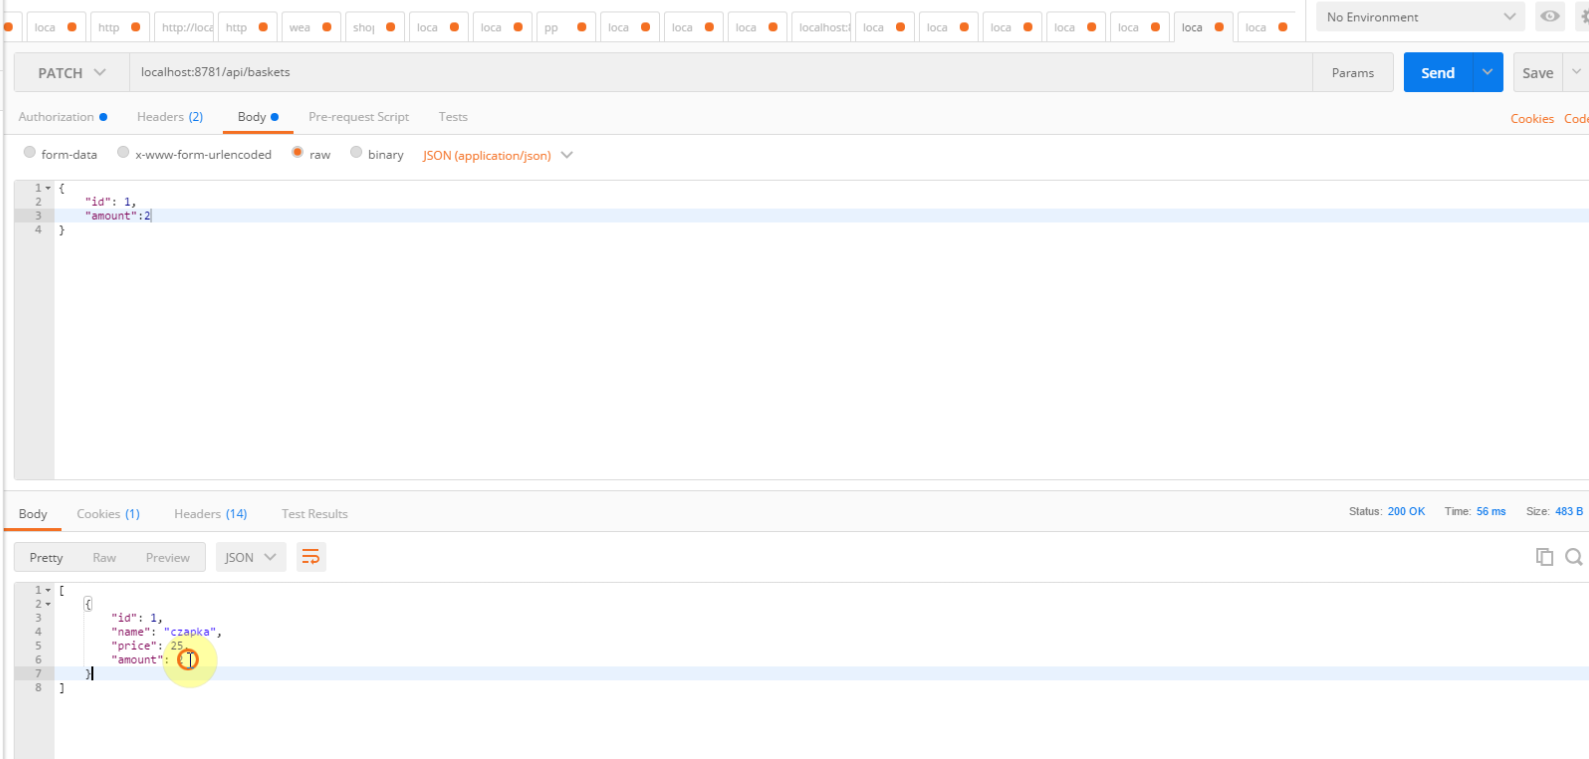 loca http http://loca http wea shop loca loca pp loca loca loca localhost: loca loca loca loca loca loca loca No Environment
PATCH localhost:8781/api/baskets Params Send Save
Authorization Headers (2) Body Pre-request Script Tests Cookies Code
form-data x-www-form-urlencoded raw binary JSON (application/json)
1 {
2 "id": 1,
3 "amount":2
4 }
Body Cookies (1) Headers (14) Test Results Status: 200 OK Time: 56 ms Size: 483 B
Pretty Raw Preview JSON
1 [
2 {
3 "id": 1,
4 "name": "czapka",
5 "price": 25,
6 "amount":
7 }
8 ]